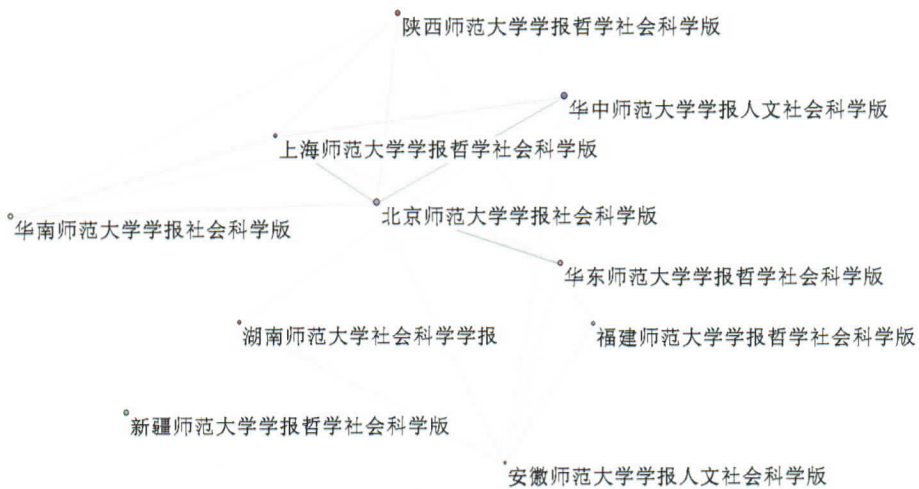 陕西师范大学学报哲学社会科学版
华中师范大学学报人文社会科学版
上海师范大学学报哲学社会科学版
北京师范大学学报社会科学版
华南师范大学学报社会科学版
华东师范大学学报哲学社会科学版
湖南师范大学社会科学学报
福建师范大学学报哲学社会科学版
新疆师范大学学报哲学社会科学版
安徽师范大学学报人文社会科学版